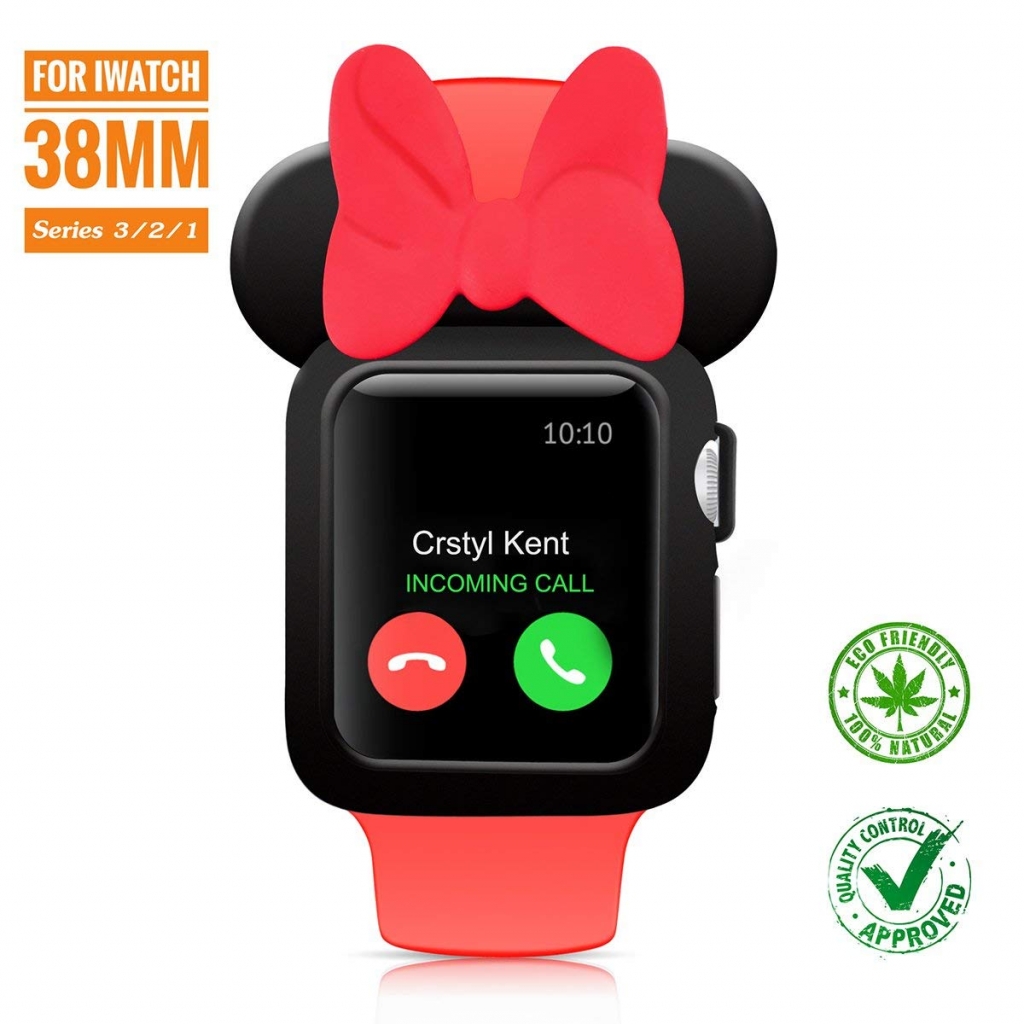 FOR IWATCH
38MM
Series 3/2/1
10:10
Crstyl Kent
INCOMING CALL
ECO FRIENDLY
100% NATURAL
QUALITY CONTROL
APPROVED